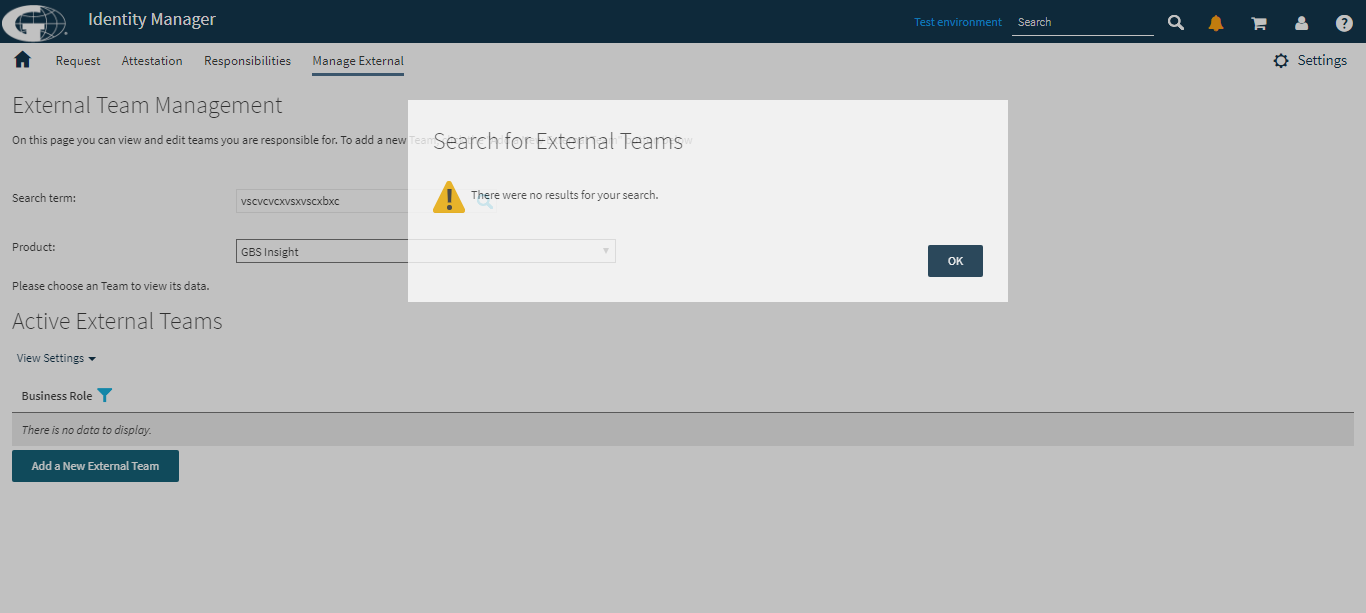 Identity Manager
Test environment
Search
Request
Attestation
Responsibilities
Manage External
Settings
External Team Management
On this page you can view and edit teams you are responsible for. To add a new Team
Search for External Teams
There were no results for your search.
OK
Search term:
vscvcvcxvsxvscxbxc
Product:
GBS Insight
Please choose an Team to view its data.
Active External Teams
View Settings
Business Role
There is no data to display.
Add a New External Team